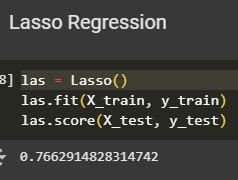 Lasso Regression
8] las = Lasso()
las.fit(X_train, y_train)
las.score(X_test, y_test)
0.7662914828314742